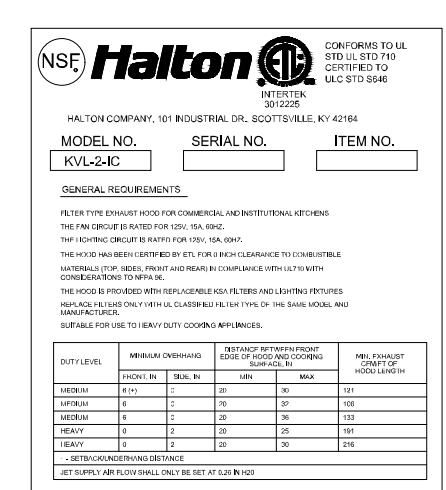 NSF
Halton
ETL
CONFORMS TO UL
STD UL STD 710
CERTIFIED TO
ULC STD S646
INTERTEK
3012225
HALTON COMPANY, 101 INDUSTRIAL DR., SCOTTSVILLE, KY 42164
MODEL NO. SERIAL NO. ITEM NO.
KVL-2-IC
GENERAL REQUIREMENTS
FILTER TYPE EXHAUST HOOD FOR COMMERCIAL AND INSTITUTIONAL KITCHENS
THE FAN CIRCUIT IS RATED FOR 125V, 15A, 60HZ.
THE LIGHTING CIRCUIT IS RATED FOR 125V, 15A, 60HZ.
THE HOOD HAS BEEN CERTIFIED BY ETL FOR 0 INCH CLEARANCE TO COMBUSTIBLE
MATERIALS (TOP, SIDES, FRONT AND REAR) IN COMPLIANCE WITH UL710 WITH
CONSIDERATIONS TO NFPA 96.
THE HOOD IS PROVIDED WITH REPLACEABLE KSA FILTERS AND LIGHTING FIXTURES
REPLACE FILTERS ONLY WITH UL CLASSIFIED FILTER TYPE OF THE SAME MODEL AND
MANUFACTURER.
SUITABLE FOR USE TO HEAVY DUTY COOKING APPLIANCES.
DUTY LEVEL
MINIMUM OVERHANG
DISTANCE BETWEEN FRONT
EDGE OF HOOD AND COOKING
SURFACE, IN
MIN. EXHAUST
CFM/FT OF
HOOD LENGTH
FRONT, IN SIDE, IN MIN MAX
MEDIUM 6 (+) 0 20 30 121
MEDIUM 6 0 20 32
MEDIUM 6 0 20 36 133
HEAVY 0 2 20 25 191
HEAVY 0 2 20 30 216
- SETBACK/UNDERHANG DISTANCE
JET SUPPLY AIR FLOW SHALL ONLY BE SET AT 0.26 IN H20